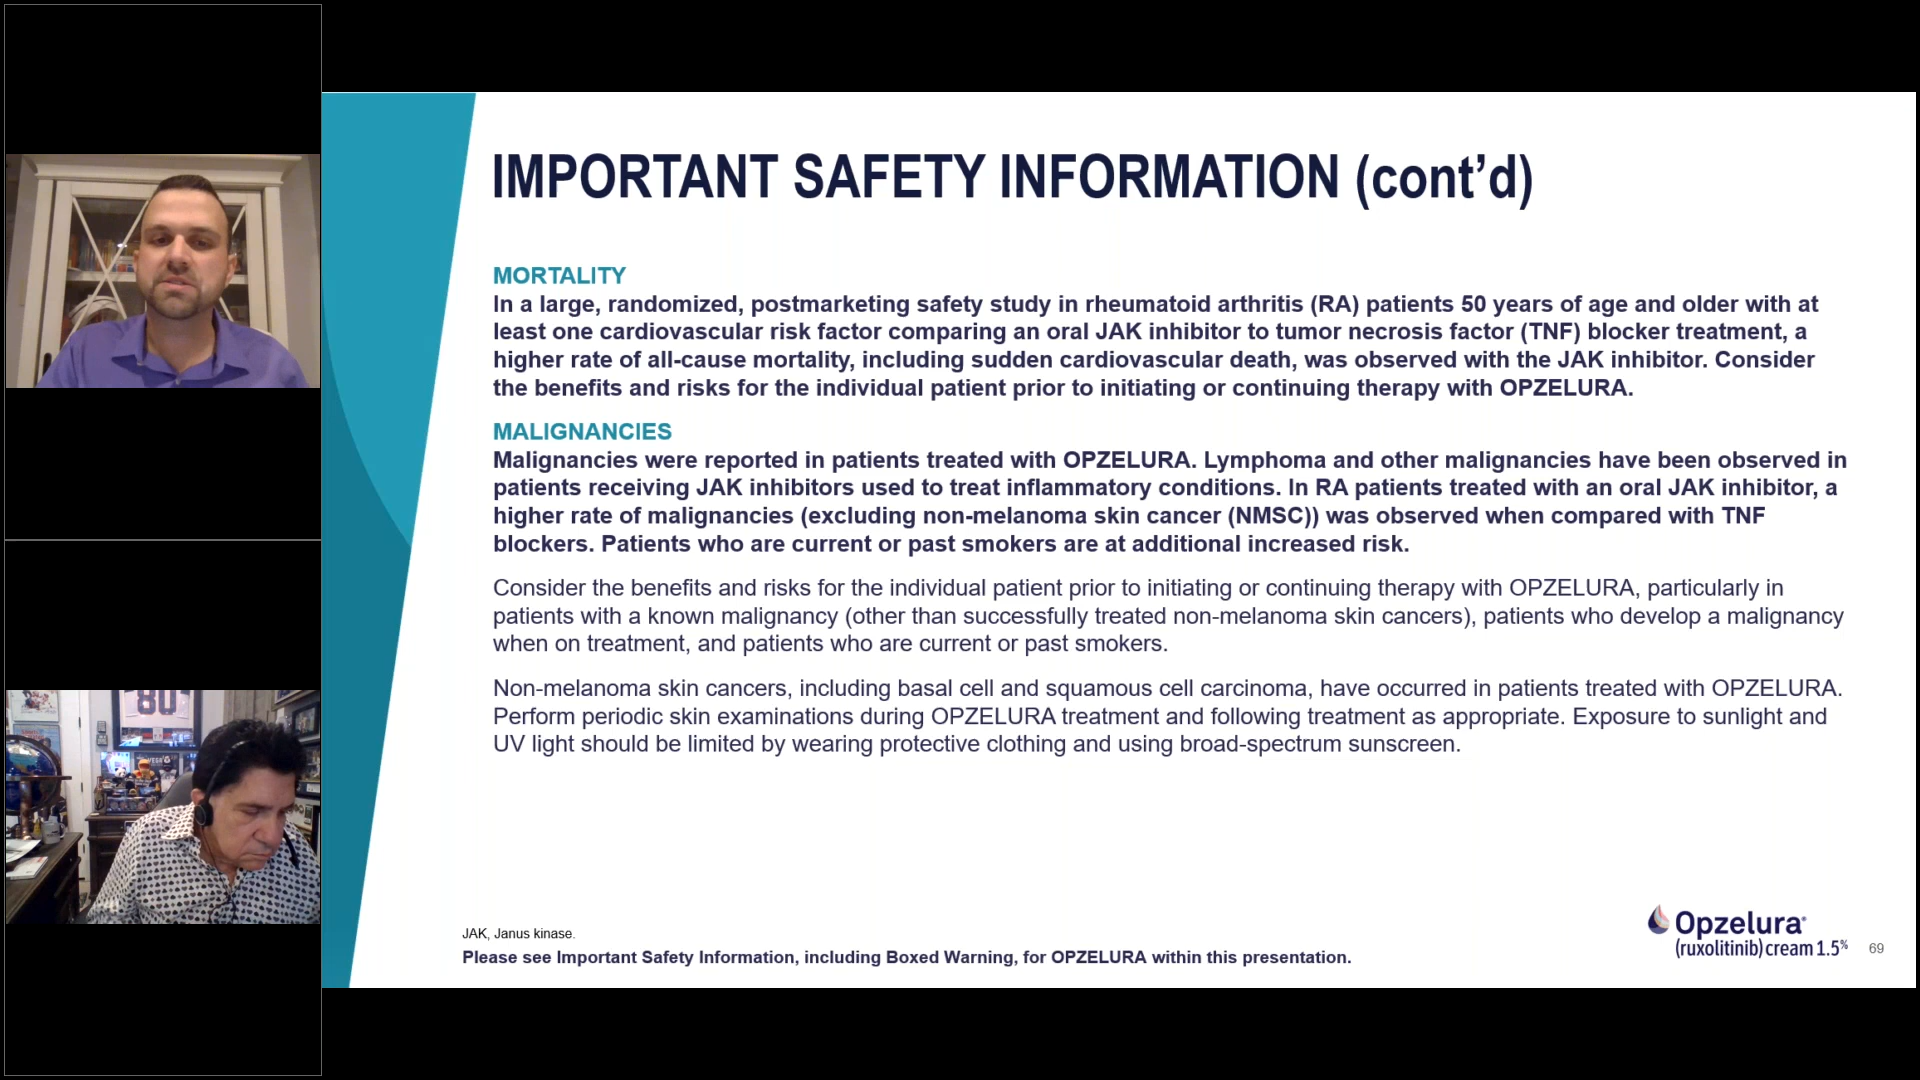 IMPORTANT SAFETY INFORMATION (cont’d)
MORTALITY
In a large, randomized, postmarketing safety study in rheumatoid arthritis (RA) patients 50 years of age and older with at
least one cardiovascular risk factor comparing an oral JAK inhibitor to tumor necrosis factor (TNF) blocker treatment, a
higher rate of all-cause mortality, including sudden cardiovascular death, was observed with the JAK inhibitor. Consider
the benefits and risks for the individual patient prior to initiating or continuing therapy with OPZELURA.
MALIGNANCIES
Malignancies were reported in patients treated with OPZELURA. Lymphoma and other malignancies have been observed in
patients receiving JAK inhibitors used to treat inflammatory conditions. In RA patients treated with an oral JAK inhibitor, a
higher rate of malignancies (excluding non-melanoma skin cancer (NMSC)) was observed when compared with TNF
blockers. Patients who are current or past smokers are at additional increased risk.
Consider the benefits and risks for the individual patient prior to initiating or continuing therapy with OPZELURA, particularly in
patients with a known malignancy (other than successfully treated non-melanoma skin cancers), patients who develop a malignancy
when on treatment, and patients who are current or past smokers.
Non-melanoma skin cancers, including basal cell and squamous cell carcinoma, have occurred in patients treated with OPZELURA.
Perform periodic skin examinations during OPZELURA treatment and following treatment as appropriate. Exposure to sunlight and
UV light should be limited by wearing protective clothing and using broad-spectrum sunscreen.
JAK, Janus kinase.
Please see Important Safety Information, including Boxed Warning, for OPZELURA within this presentation.
Opzelura®
(ruxolitinib) cream 1.5%
69
80